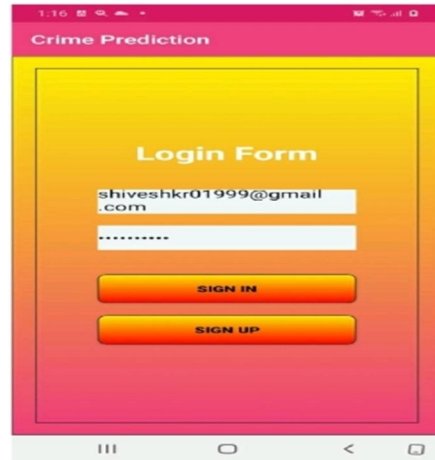 1:16
Crime Prediction
Login Form
shiveshkr01999@gmail
.com
••••••••••
SIGN IN
SIGN UP